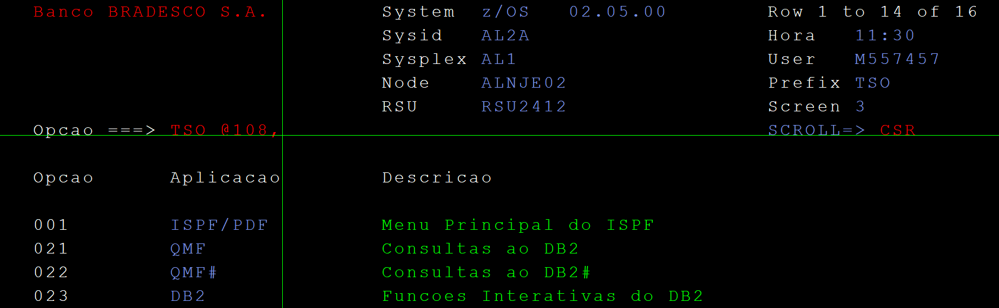 Banco BRADESCO S.A. System z/OS 02.05.00 Row 1 to 14 of 16
Sysid AL2A Hora 11:30
Sysplex AL1 User M557457
Node ALNJE02 Prefix TSO
RSU RSU2412 Screen 3
Opcao ===> TSO @108, SCROLL=> CSR
Opcao Aplicacao Descricao
001 ISPF/PDF Menu Principal do ISPF
021 QMF Consultas ao DB2
022 QMF# Consultas ao DB2#
023 DB2 Funcoes Interativas do DB2